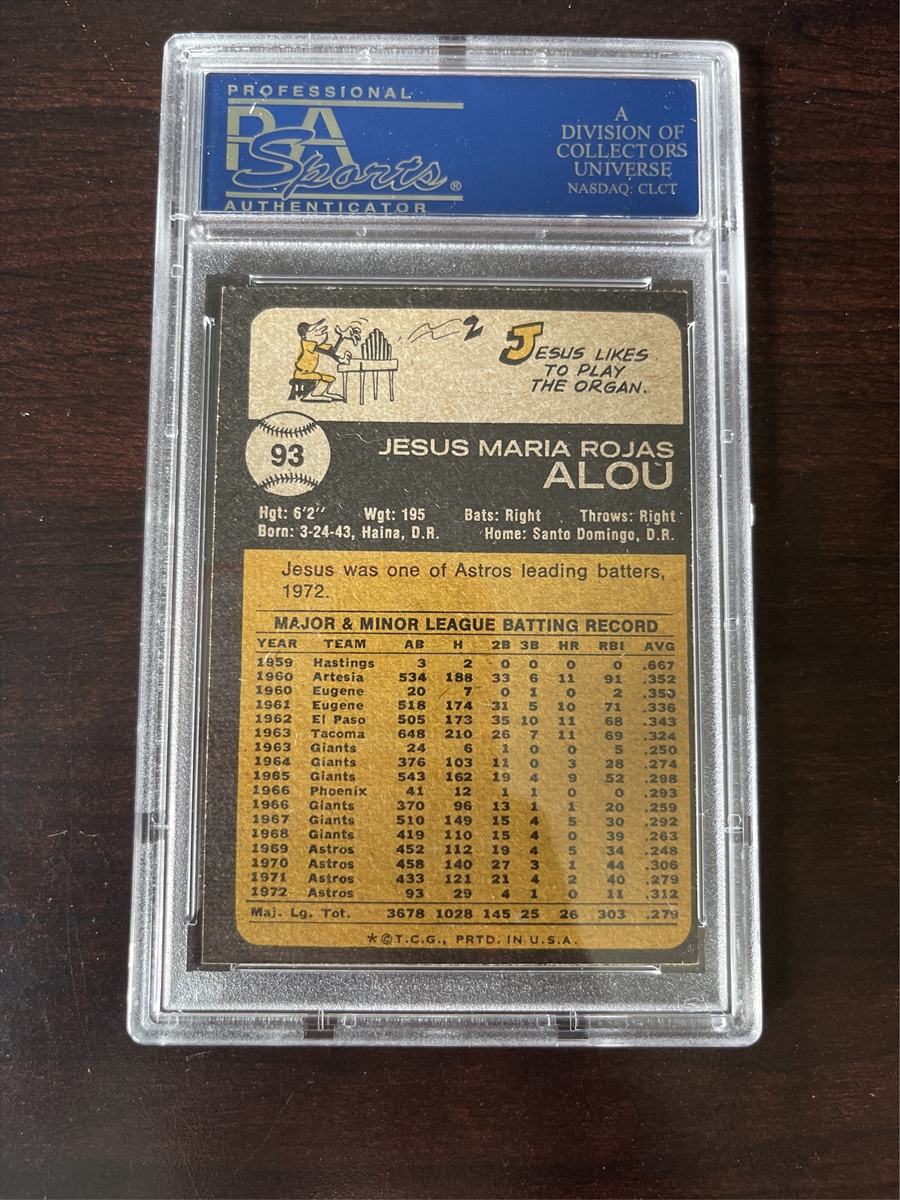 PROFESSIONAL
PSA
Sports®
AUTHENTICATOR
A
DIVISION OF
COLLECTORS
UNIVERSE
NASDAQ: CLCT
JESUS LIKES
TO PLAY
THE ORGAN.
93
JESUS MARIA ROJAS
ALOU
Hgt: 6'2" Wgt: 195 Bats: Right Throws: Right
Born: 3-24-43, Haina, D.R. Home: Santo Domingo, D.R.
Jesus was one of Astros leading batters,
1972.
MAJOR & MINOR LEAGUE BATTING RECORD
YEAR TEAM AB H 2B 3B HR RBI AVG
1959 Hastings 3 2 0 0 0 0 .667
1960 Artesia 534 188 33 6 11 91 .352
1960 Eugene 20 7 0 1 0 2 .350
1961 Eugene 518 174 31 5 10 71 .336
1962 El Paso 505 173 35 10 11 68 .343
1963 Tacoma 648 210 26 7 11 69 .324
1963 Giants 24 6 1 0 0 5 .250
1964 Giants 376 103 11 0 3 28 .274
1965 Giants 543 162 19 4 9 52 .298
1966 Phoenix 41 12 1 1 0 0 .293
1966 Giants 370 96 13 1 1 20 .259
1967 Giants 510 149 15 4 5 30 .292
1968 Giants 419 110 15 4 0 39 .263
1969 Astros 452 112 19 4 5 34 .248
1970 Astros 458 140 27 3 1 44 .306
1971 Astros 433 121 21 4 2 40 .279
1972 Astros 93 29 4 1 0 11 .312
Maj. Lg. Tot. 3678 1028 145 25 26 303 .279
*©T.C.G., PRTD. IN U.S.A.